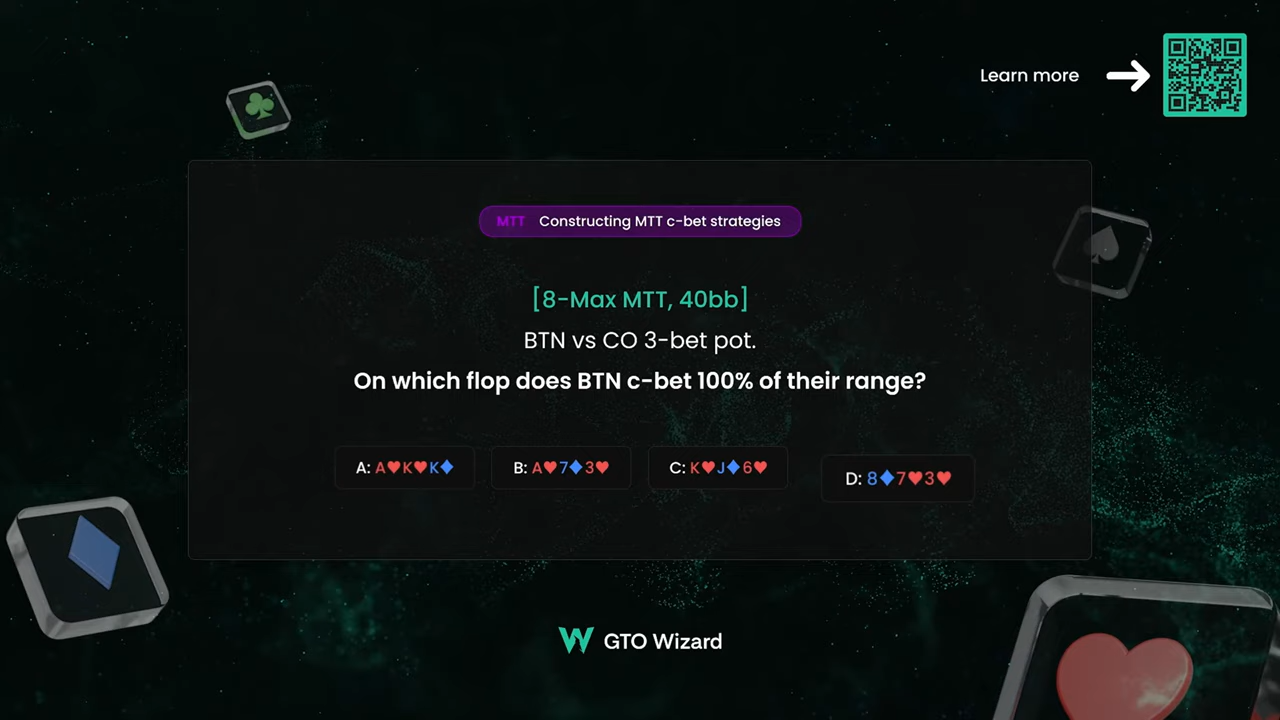 Learn more
MTT Constructing MTT c-bet strategies
[8-Max MTT, 40bb]
BTN vs CO 3-bet pot.
On which flop does BTN c-bet 100% of their range?
A: A♥K♥K♦
B: A♥7♦3♥
C: K♥J♦6♥
D: 8♦7♥3♥
GTO Wizard